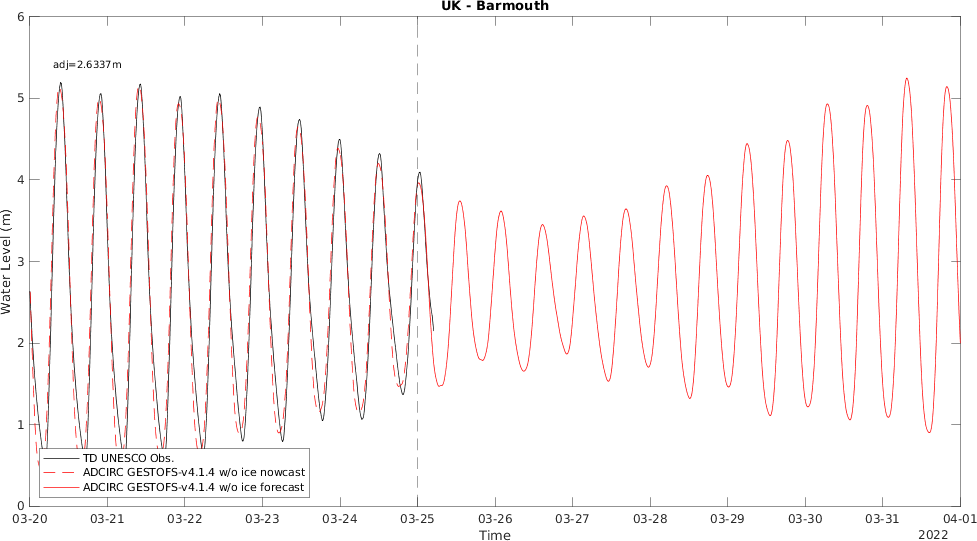 UK - Barmouth
adj=2.6337m
6
5
4
3
2
1
0
Water Level (m)
TD UNESCO Obs.
ADCIRC GESTOFS-v4.1.4 w/o ice nowcast
ADCIRC GESTOFS-v4.1.4 w/o ice forecast
03-20 03-21 03-22 03-23 03-24 03-25 03-26 03-27 03-28 03-29 03-30 03-31 04-01
Time
2022